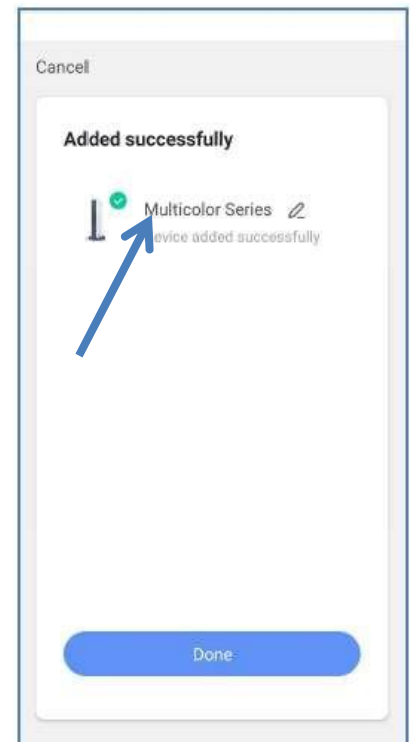 Cancel
Added successfully
Multicolor Series
evice added successfully
Done